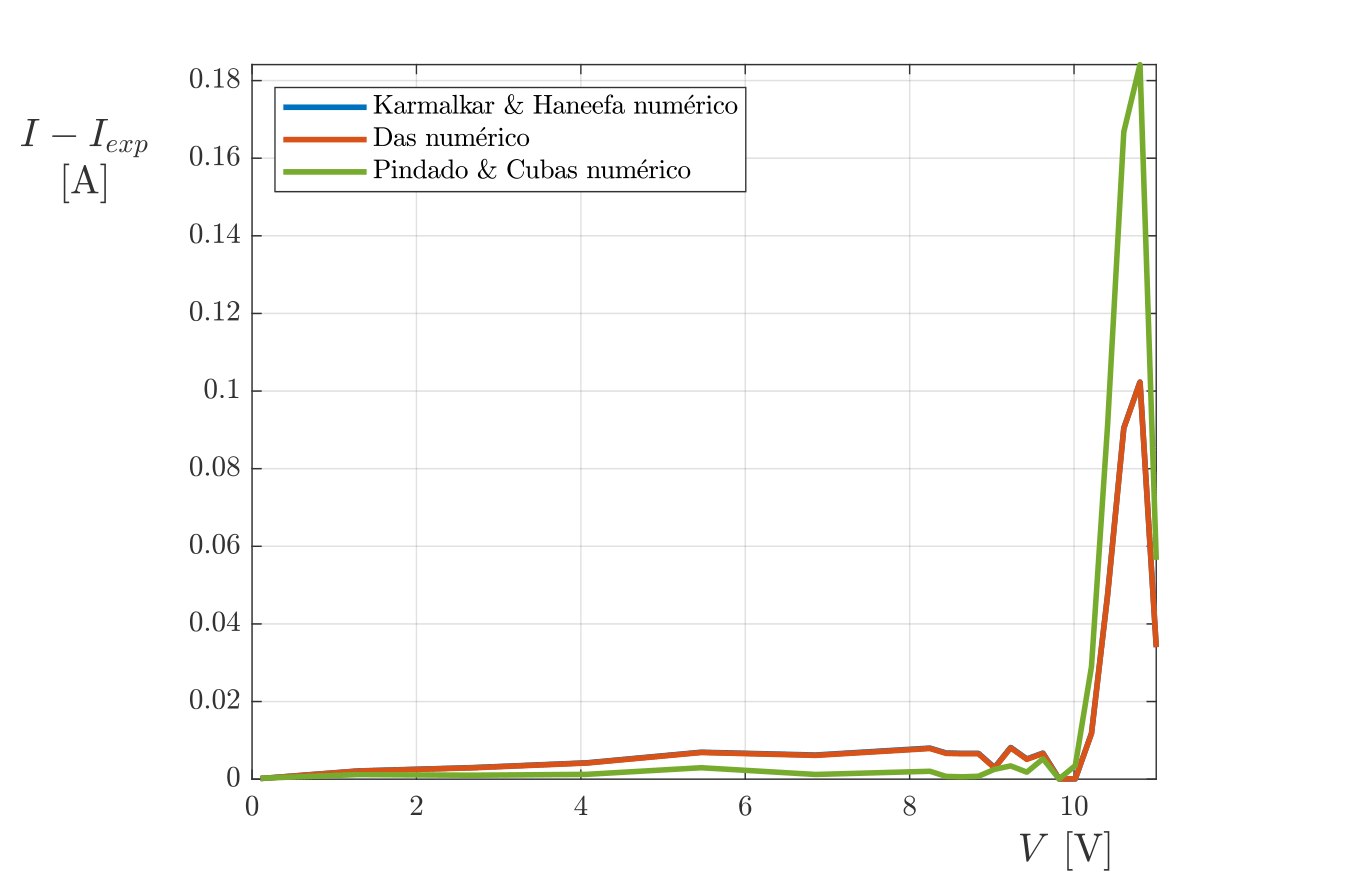 I − I_exp
[A]
0.18
0.16
0.14
0.12
0.1
0.08
0.06
0.04
0.02
0
Karmalkar & Haneefa numérico
Das numérico
Pindado & Cubas numérico
0 2 4 6 8 10
V [V]